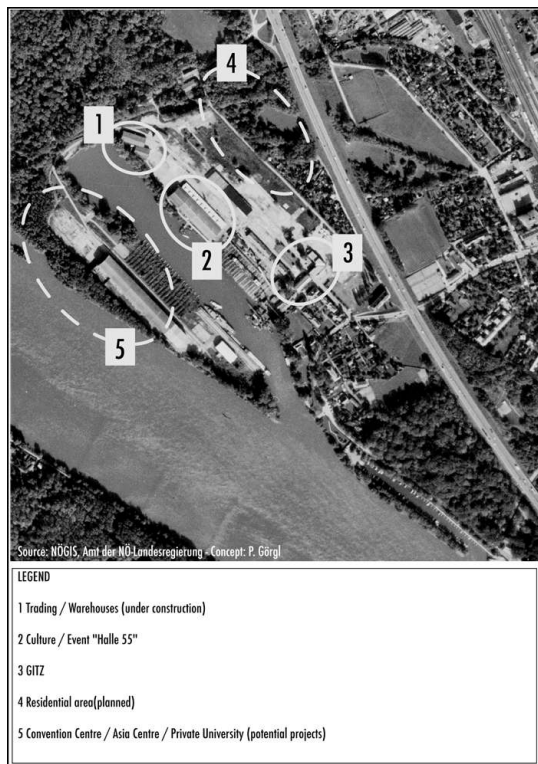 4
1
2
3
5
Source: NÖGIS, Amt der NÖ-Landesregierung - Concept: P. Görgl
LEGEND
1 Trading / Warehouses (under construction)
2 Culture / Event "Halle 55"
3 GITZ
4 Residential area(planned)
5 Convention Centre / Asia Centre / Private University (potential projects)